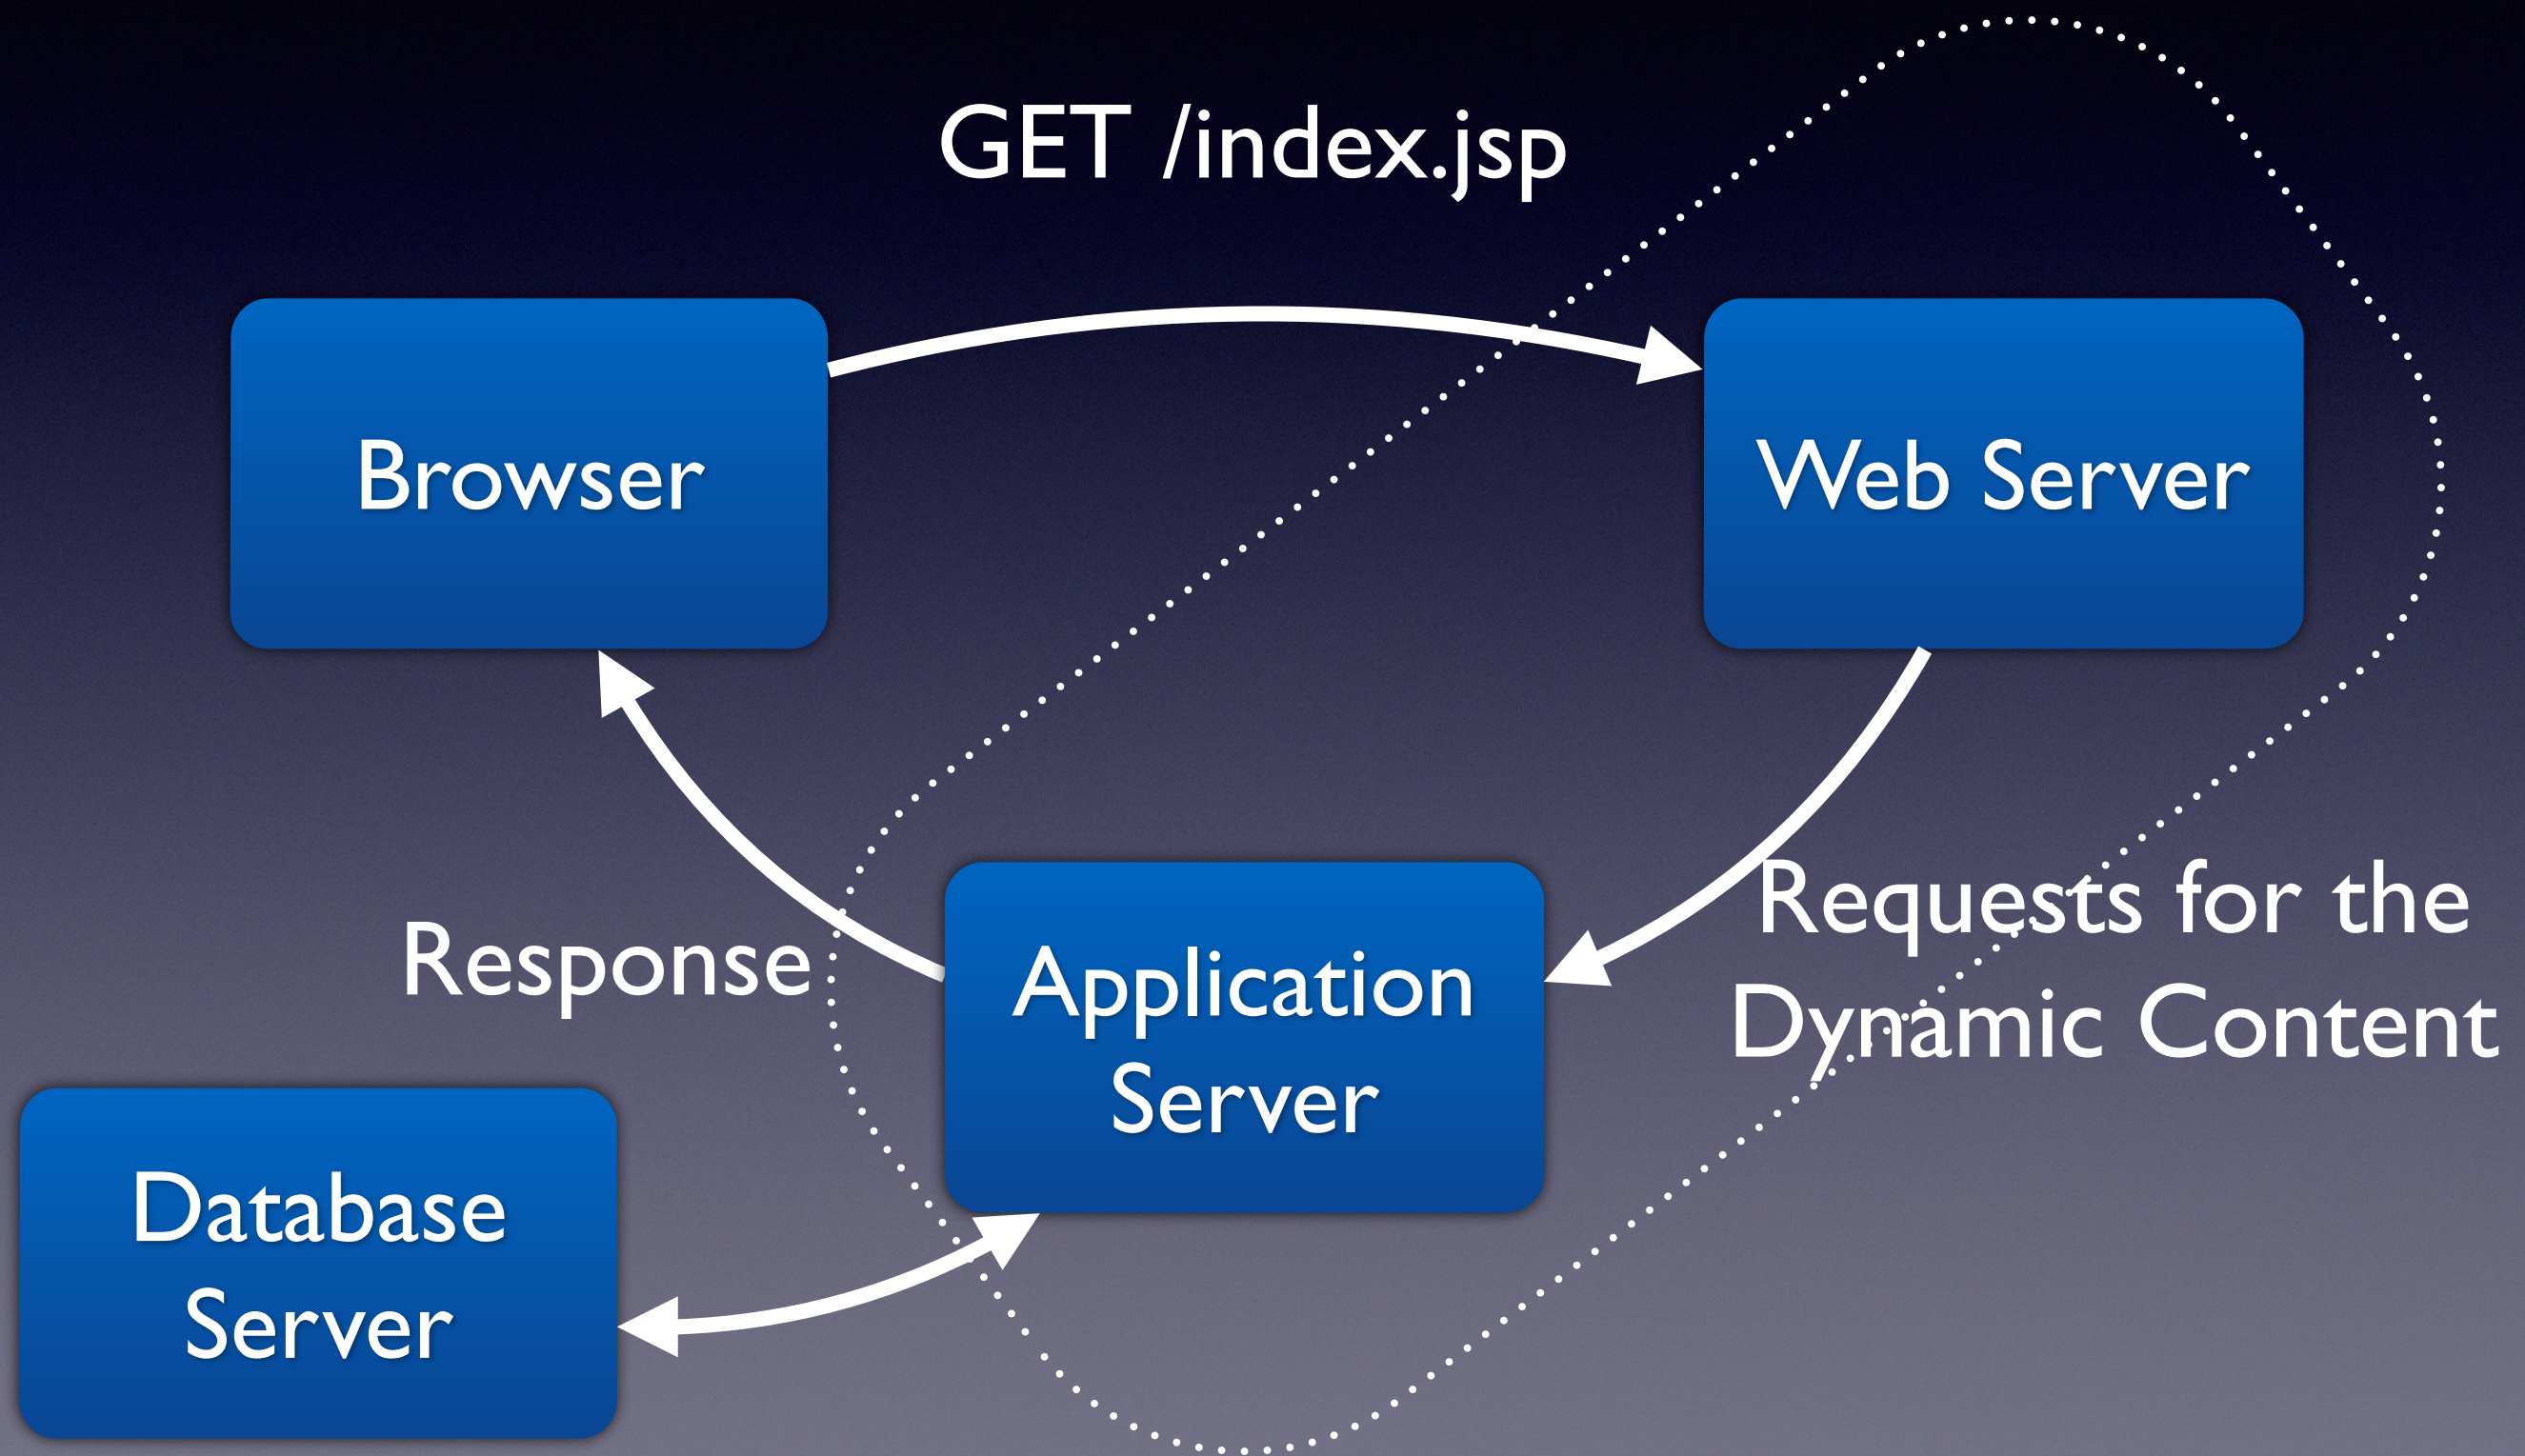 GET /index.jsp
Browser
Web Server
Requests for the
Dynamic Content
Response
Application
Server
Database
Server